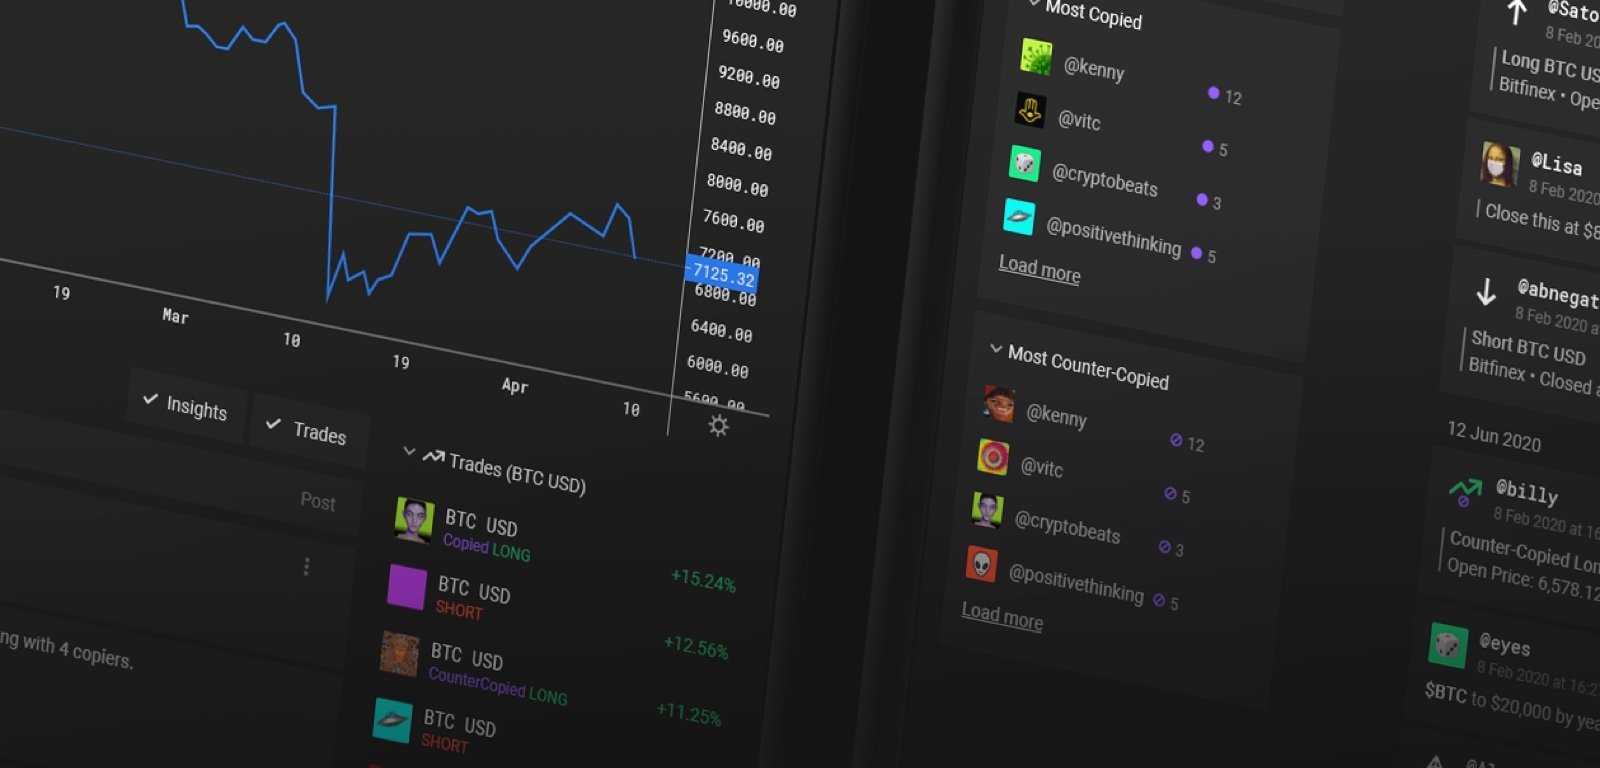 10000.00
9600.00
9200.00
8800.00
8400.00
8000.00
7600.00
7200.00
7125.32
6800.00
6400.00
6000.00
5600.00
19
Mar
10
19
Apr
10
Insights
Trades
Post
ng with 4 copiers.
Trades (BTC USD)
BTC USD
Copied LONG
+15.24%
BTC USD
SHORT
+12.56%
BTC USD
CounterCopied LONG
+11.25%
BTC USD
SHORT
Most Copied
@kenny
12
@vitc
5
@cryptobeats
3
@positivethinking
5
Load more
Most Counter-Copied
@kenny
12
@vitc
5
@cryptobeats
3
@positivethinking
5
Load more
@Sato
8 Feb 20
Long BTC US
Bitfinex • Ope
@Lisa
8 Feb 2020
Close this at $8
@abnegat
8 Feb 2020 a
Short BTC USD
Bitfinex • Closed a
12 Jun 2020
@billy
8 Feb 2020 at 16
Counter-Copied Lon
Open Price: 6,578.12
@eyes
8 Feb 2020 at 16:2
$BTC to $20,000 by yea